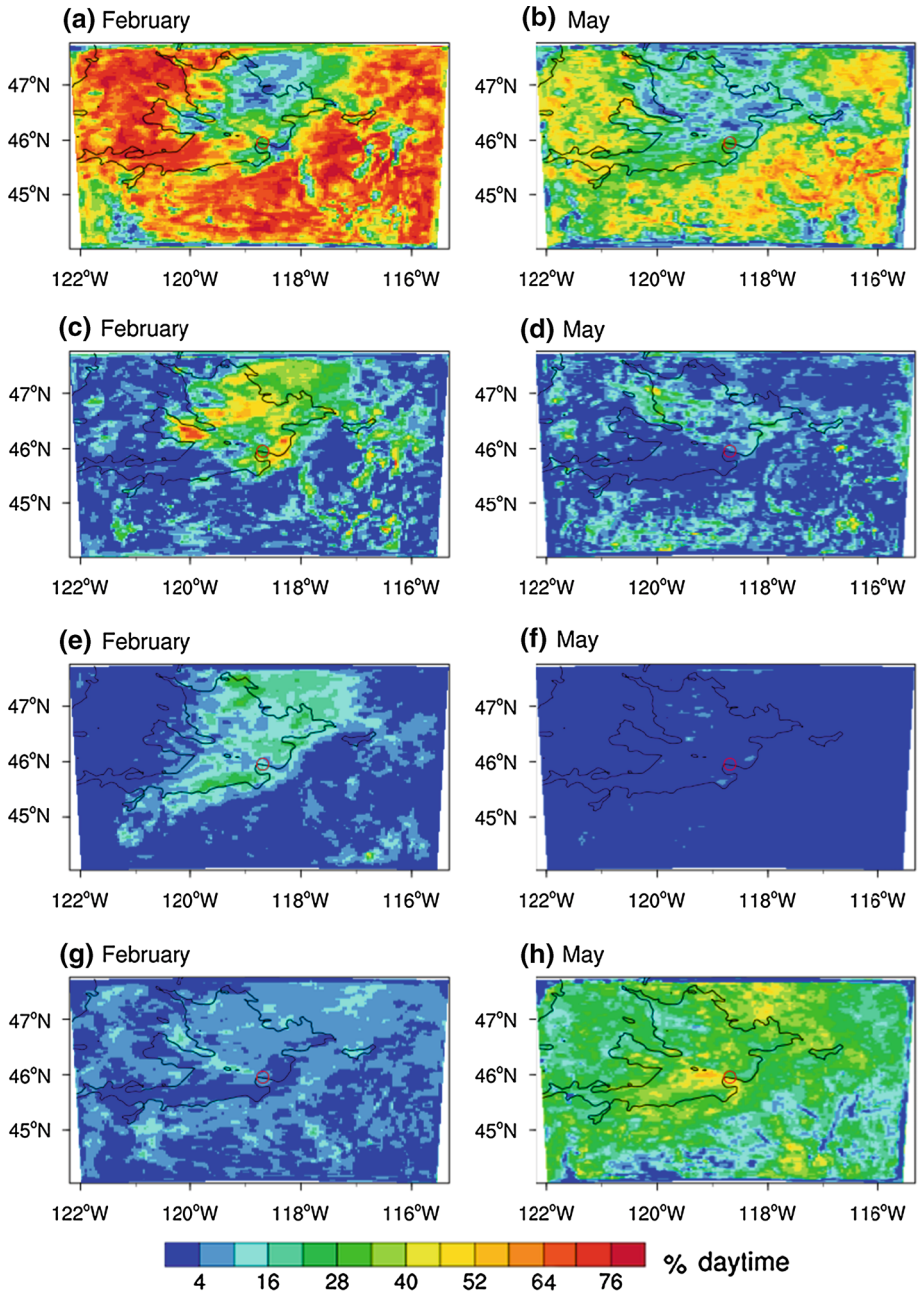 (a) February
(b) May
47°N
46°N
45°N
47°N
46°N
45°N
122°W 120°W 118°W 116°W
122°W 120°W 118°W 116°W
(c) February
(d) May
47°N
46°N
45°N
47°N
46°N
45°N
122°W 120°W 118°W 116°W
122°W 120°W 118°W 116°W
(e) February
(f) May
47°N
46°N
45°N
47°N
46°N
45°N
122°W 120°W 118°W 116°W
122°W 120°W 118°W 116°W
(g) February
(h) May
47°N
46°N
45°N
47°N
46°N
45°N
122°W 120°W 118°W 116°W
122°W 120°W 118°W 116°W
4 16 28 40 52 64 76
% daytime